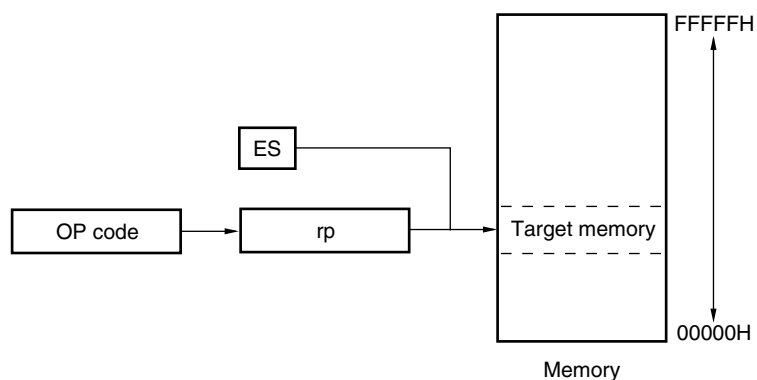 FFFFFH
ES
OP code
rp
Target memory
00000H
Memory